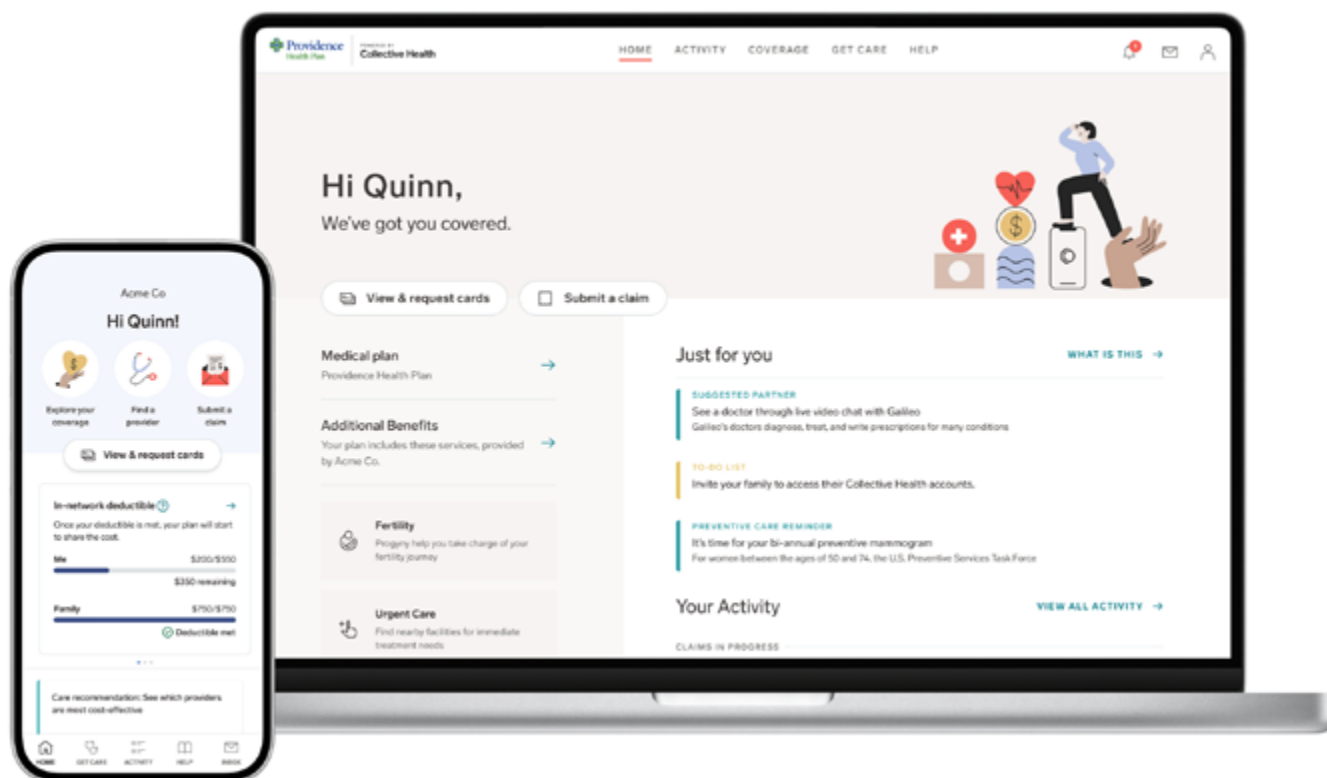 Providence
Health Plan
POWERED BY
Collective Health
HOME
ACTIVITY
COVERAGE
GET CARE
HELP
Hi Quinn,
We've got you covered.
View & request cards
Submit a claim
Medical plan
Providence Health Plan
Additional Benefits
Your plan includes these services, provided
by Acme Co.
Fertility
Progyny help you take charge of your
fertility journey
Urgent Care
Find nearby facilities for immediate
treatment needs
Just for you
WHAT IS THIS
SUGGESTED PARTNER
See a doctor through live video chat with Galileo
Galileo's doctors diagnose, treat, and write prescriptions for many conditions
TO-DO LIST
Invite your family to access their Collective Health accounts.
PREVENTIVE CARE REMINDER
It's time for your bi-annual preventive mammogram
For women between the ages of 50 and 74, the U.S. Preventive Services Task Force
Your Activity
VIEW ALL ACTIVITY
CLAIMS IN PROGRESS
Acme Co
Hi Quinn!
Explore your
coverage
Find a
provider
Submit a
claim
View & request cards
In-network deductible
Once your deductible is met, your plan will start
to share the cost.
Me
$200/$550
$350 remaining
Family
$750/$750
Deductible met
Care recommendation: See which providers
are most cost-effective
HOME
GET CARE
ACTIVITY
HELP
INBOX